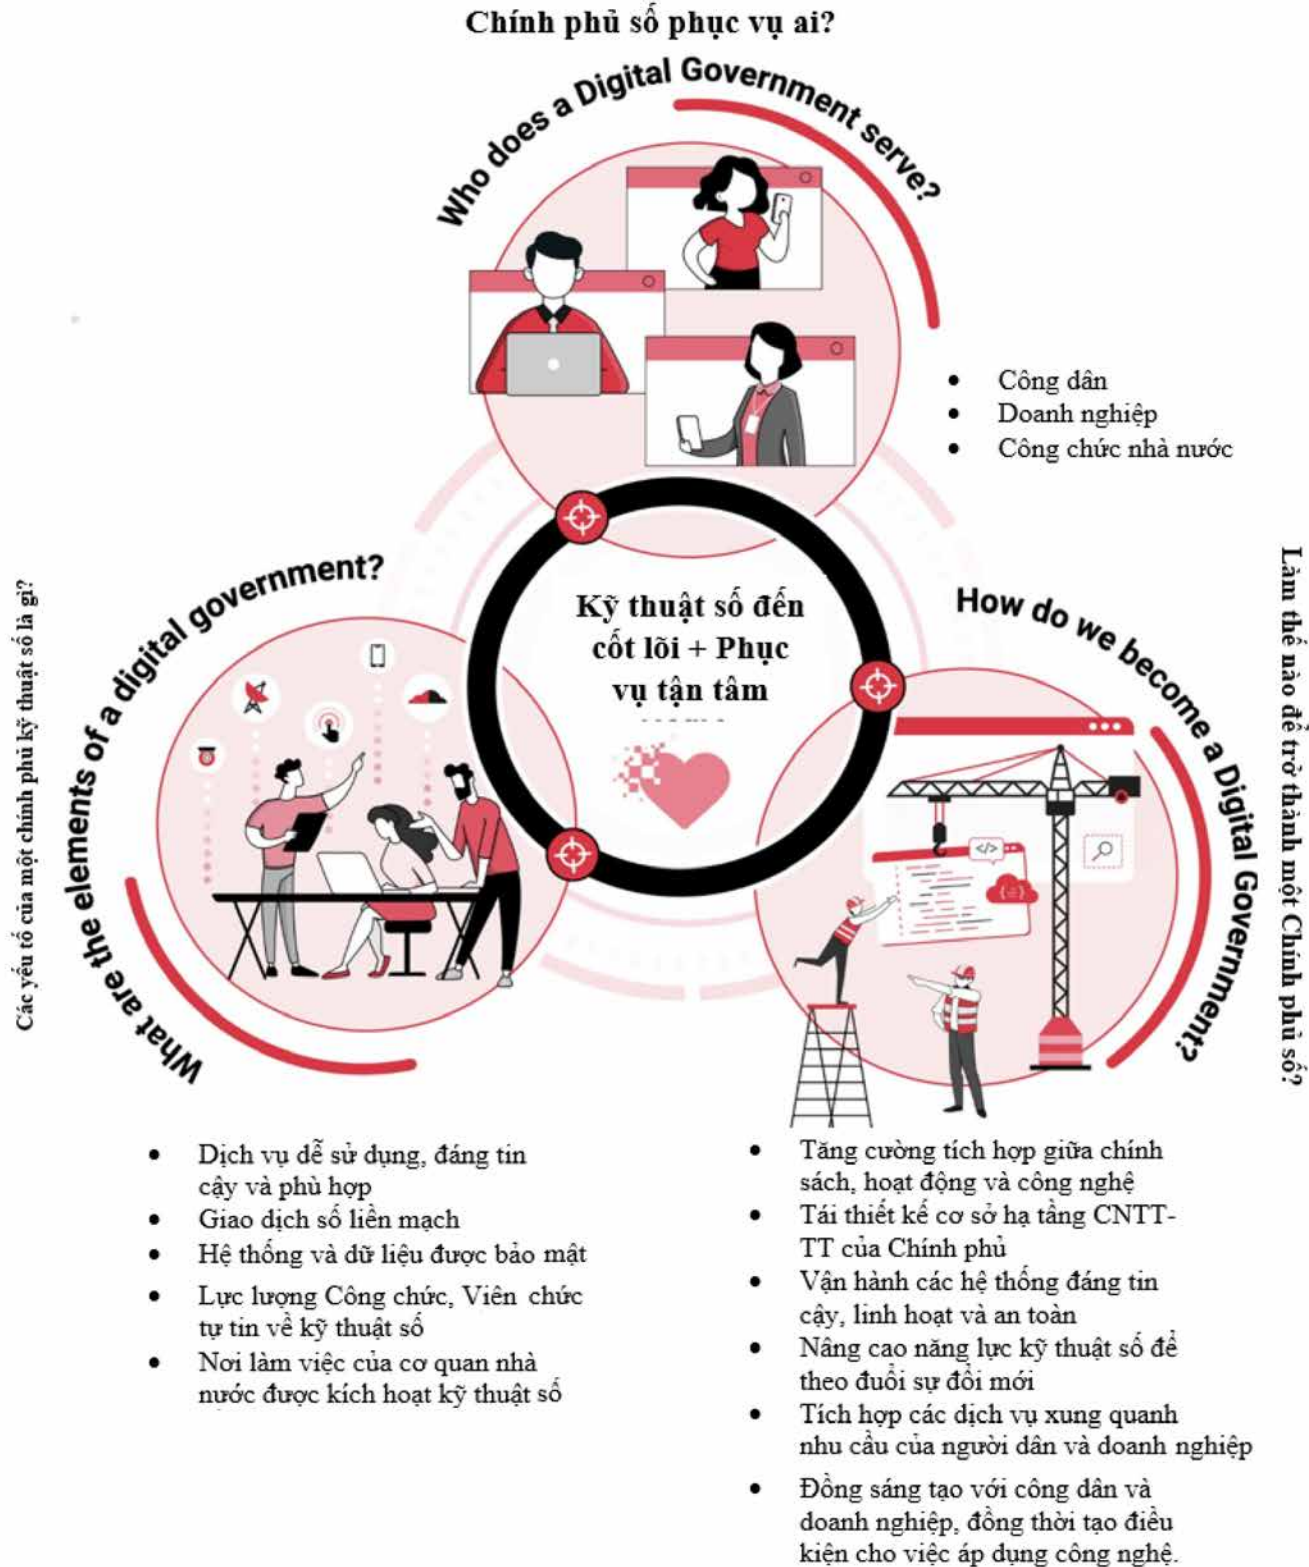 Chính phủ số phục vụ ai?
Who does a Digital Government serve?
Công dân
Doanh nghiệp
Công chức nhà nước
Kỹ thuật số đến
cốt lõi + Phục
vụ tận tâm
Các yếu tố của một chính phủ kỹ thuật số là gì?
What are the elements of a digital government?
How do we become a Digital Government?
Làm thế nào để trở thành một Chính phủ số?
</>
Dịch vụ dễ sử dụng, đáng tin
cậy và phù hợp
Giao dịch số liền mạch
Hệ thống và dữ liệu được bảo mật
Lực lượng Công chức, Viên chức
tự tin về kỹ thuật số
Nơi làm việc của cơ quan nhà
nước được kích hoạt kỹ thuật số
Tăng cường tích hợp giữa chính
sách, hoạt động và công nghệ
Tái thiết kế cơ sở hạ tầng CNTT-
TT của Chính phủ
Vận hành các hệ thống đáng tin
cậy, linh hoạt và an toàn
Nâng cao năng lực kỹ thuật số để
theo đuổi sự đổi mới
Tích hợp các dịch vụ xung quanh
nhu cầu của người dân và doanh nghiệp
Đồng sáng tạo với công dân và
doanh nghiệp, đồng thời tạo điều
kiện cho việc áp dụng công nghệ.